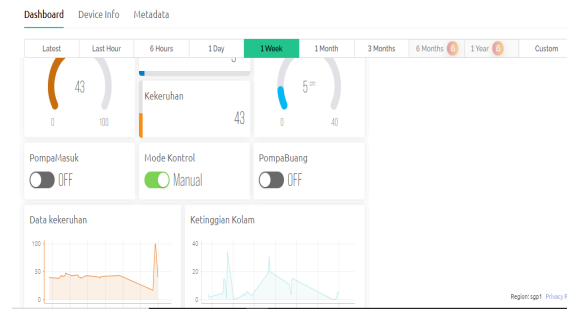 Dashboard Device Info Metadata
Latest Last Hour 6 Hours 1 Day 1 Week 1 Month 3 Months 6 Months 1 Year Custom
43
0 100
Kekeruhan
43
5 cm
0 40
PompaMasuk
OFF
Mode Kontrol
Manual
PompaBuang
OFF
Data kekeruhan
100
50
0
Ketinggian Kolam
40
20
0
Region: sgp1 Privacy P